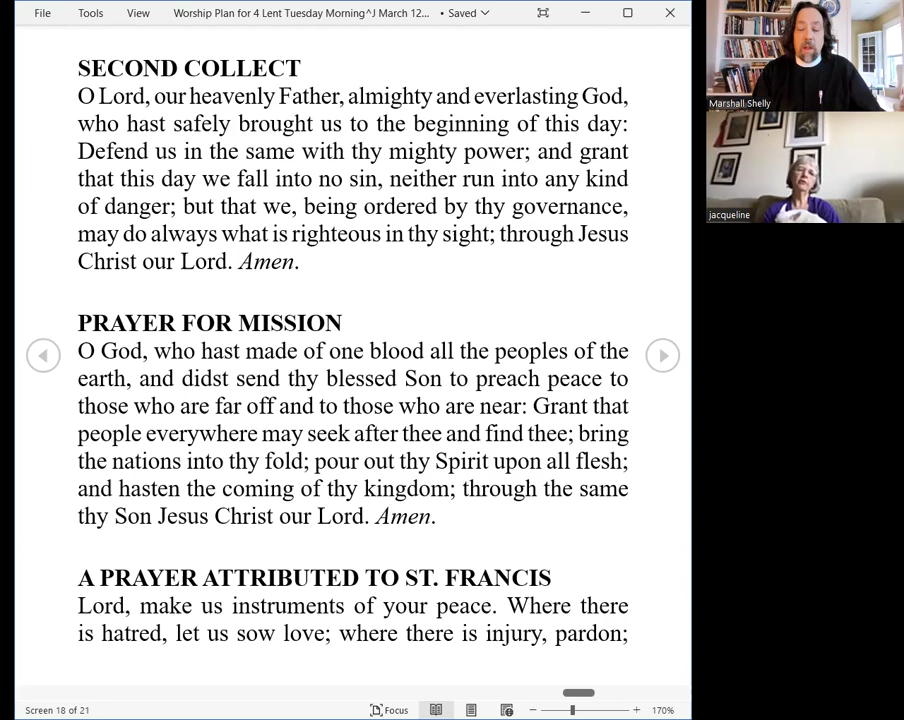 File Tools View Worship Plan for 4 Lent Tuesday Morning^J March 12... • Saved
SECOND COLLECT
O Lord, our heavenly Father, almighty and everlasting God,
who hast safely brought us to the beginning of this day:
Defend us in the same with thy mighty power; and grant
that this day we fall into no sin, neither run into any kind
of danger; but that we, being ordered by thy governance,
may do always what is righteous in thy sight; through Jesus
Christ our Lord. Amen.
PRAYER FOR MISSION
O God, who hast made of one blood all the peoples of the
earth, and didst send thy blessed Son to preach peace to
those who are far off and to those who are near: Grant that
people everywhere may seek after thee and find thee; bring
the nations into thy fold; pour out thy Spirit upon all flesh;
and hasten the coming of thy kingdom; through the same
thy Son Jesus Christ our Lord. Amen.
A PRAYER ATTRIBUTED TO ST. FRANCIS
Lord, make us instruments of your peace. Where there
is hatred, let us sow love; where there is injury, pardon;
Screen 18 of 21 Focus 170%
Marshall Shelly
jacqueline